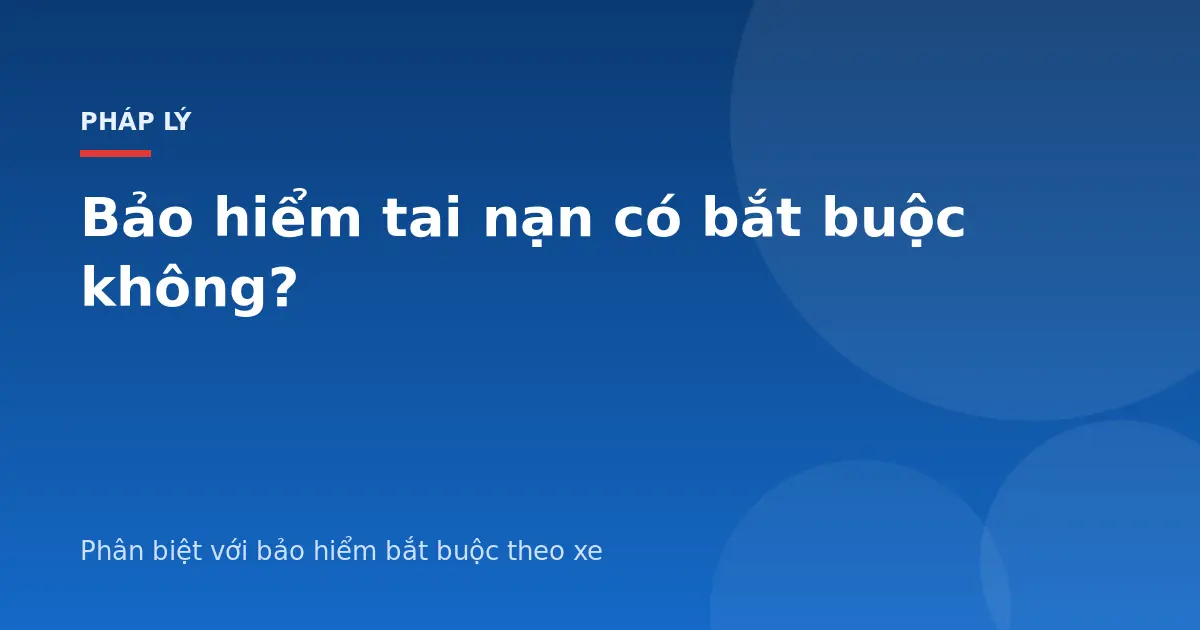 PHÁP LÝ
Bảo hiểm tai nạn có bắt buộc
không?
Phân biệt với bảo hiểm bắt buộc theo xe